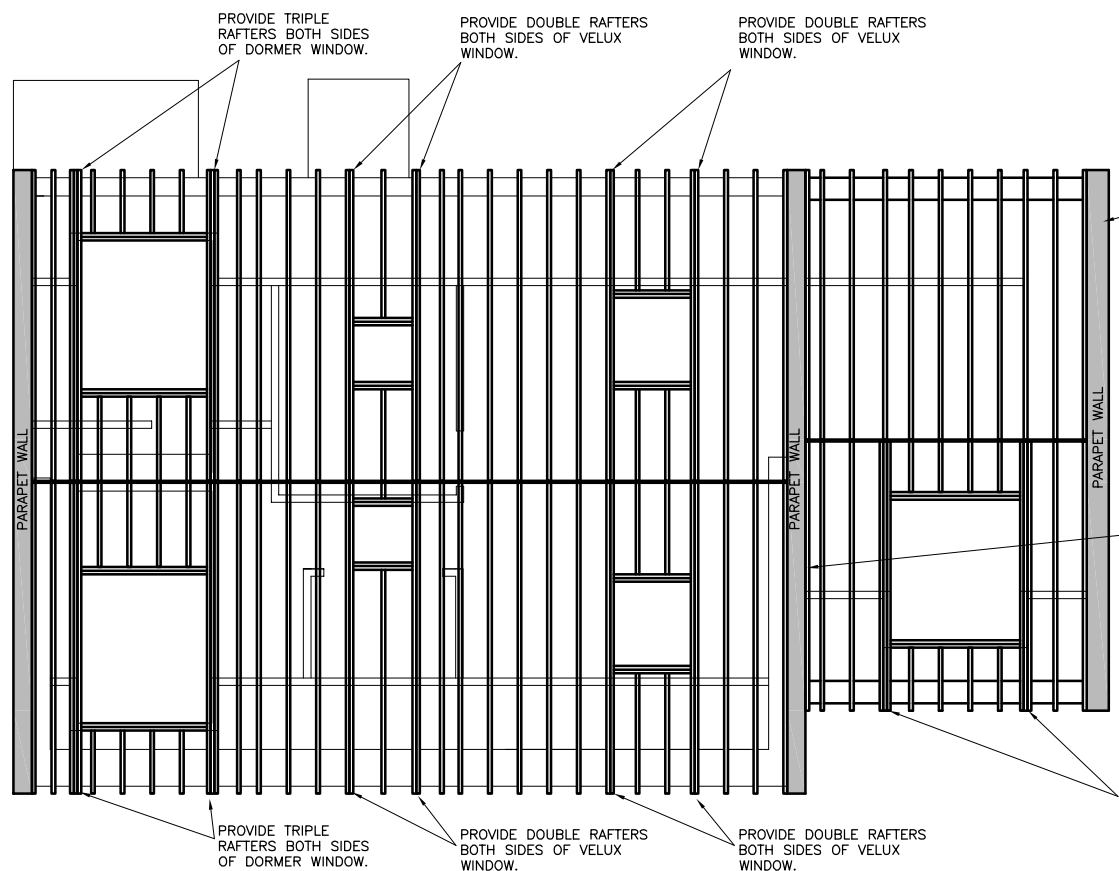 PROVIDE TRIPLE
RAFTERS BOTH SIDES
OF DORMER WINDOW.
PROVIDE DOUBLE RAFTERS
BOTH SIDES OF VELUX
WINDOW.
PROVIDE DOUBLE RAFTERS
BOTH SIDES OF VELUX
WINDOW.
PARAPET WALL
PARAPET WALL
PARAPET WALL
PROVIDE TRIPLE
RAFTERS BOTH SIDES
OF DORMER WINDOW.
PROVIDE DOUBLE RAFTERS
BOTH SIDES OF VELUX
WINDOW.
PROVIDE DOUBLE RAFTERS
BOTH SIDES OF VELUX
WINDOW.